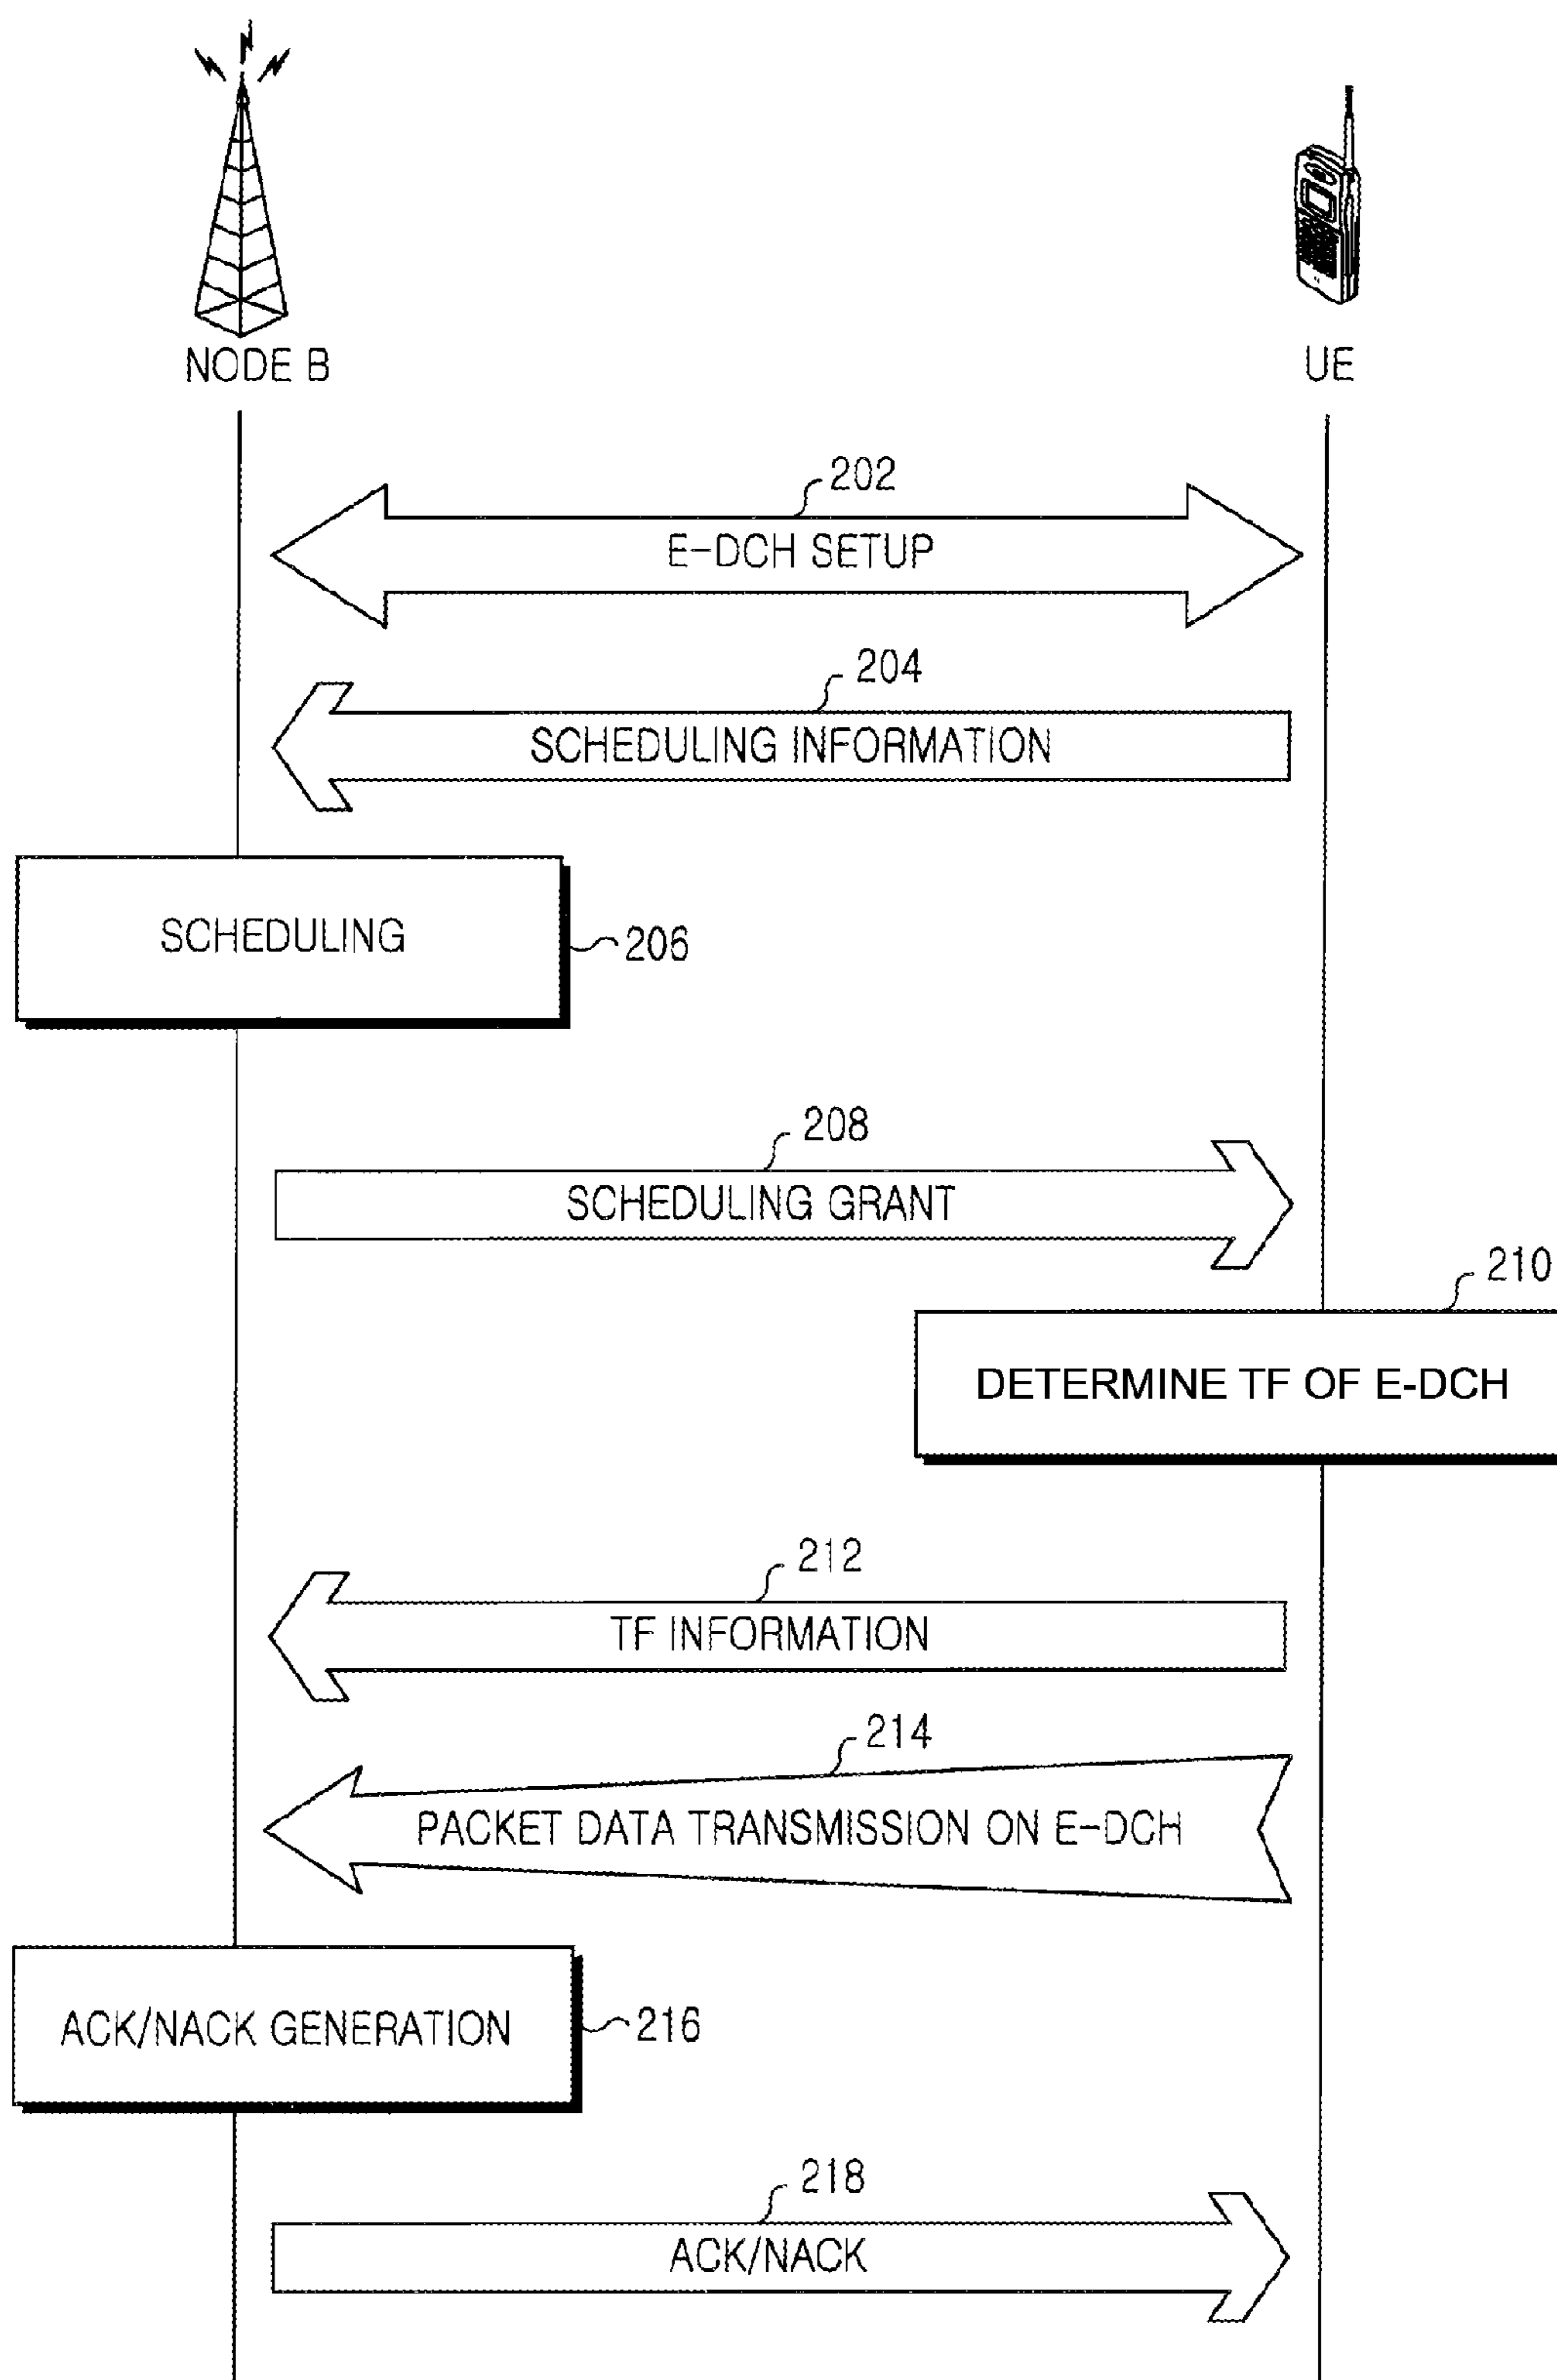 NODE B
UE
202
E-DCH SETUP
204
SCHEDULING INFORMATION
SCHEDULING
206
208
SCHEDULING GRANT
210
DETERMINE TF OF E-DCH
212
TF INFORMATION
214
PACKET DATA TRANSMISSION ON E-DCH
ACK/NACK GENERATION
216
218
ACK/NACK